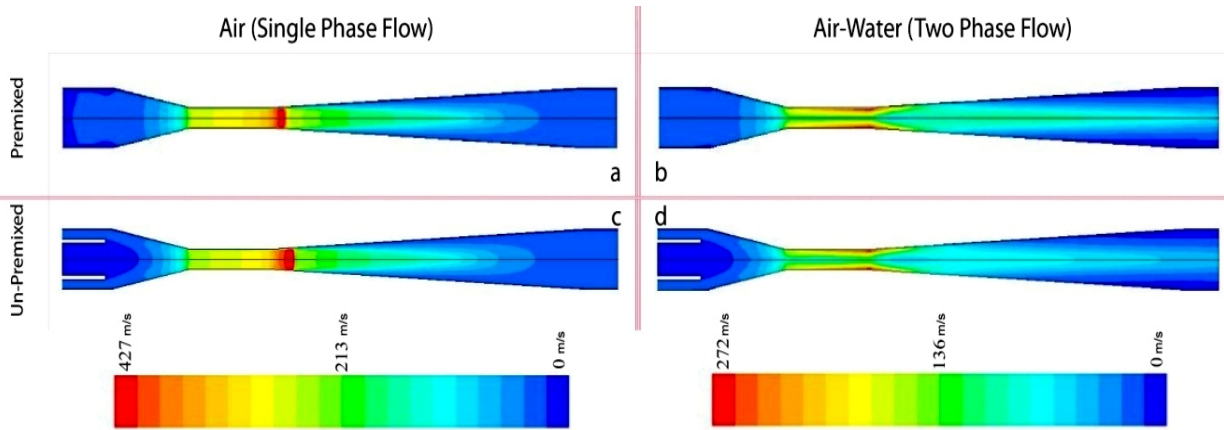 Air (Single Phase Flow)
Air-Water (Two Phase Flow)
Premixed
a
b
Un-Premixed
c
d
427 m/s
213 m/s
0 m/s
272 m/s
136 m/s
0 m/s